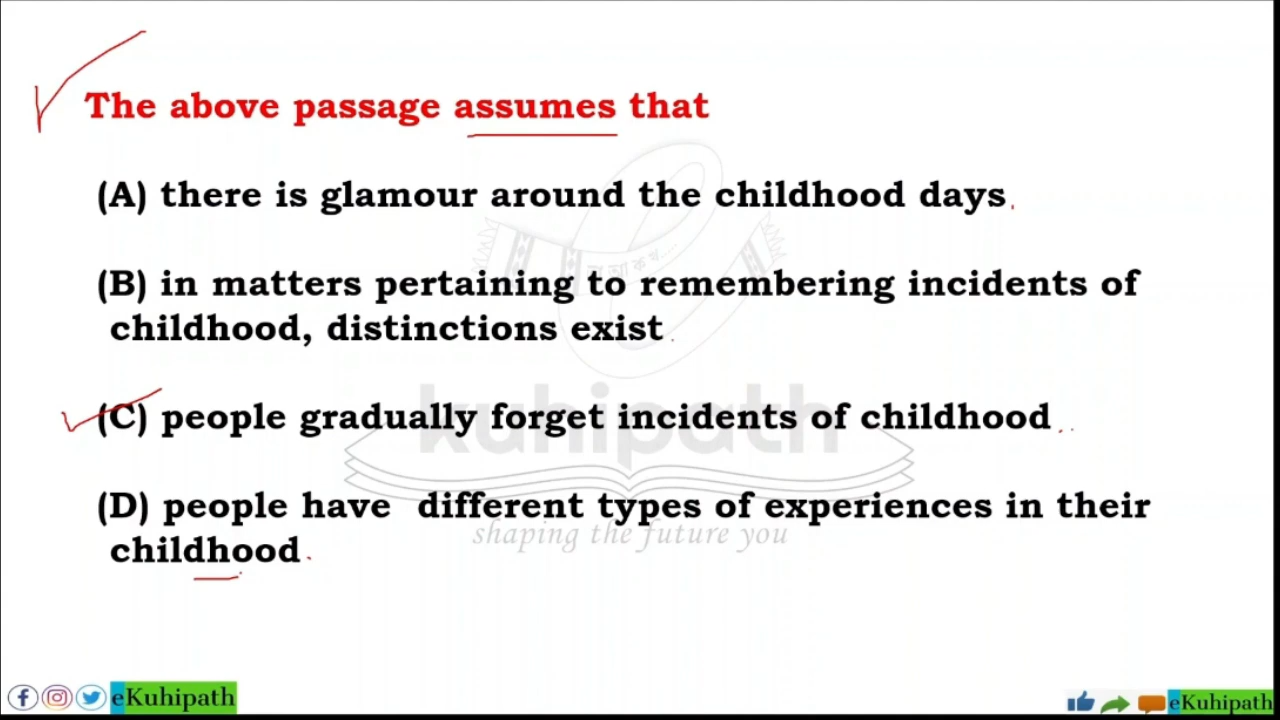 The above passage assumes that
(A) there is glamour around the childhood days
(B) in matters pertaining to remembering incidents of
childhood, distinctions exist
(C) people gradually forget incidents of childhood
kuhipath
(D) people have different types of experiences in their
shaping the future you
childhood
eKuhipath
eKuhipath